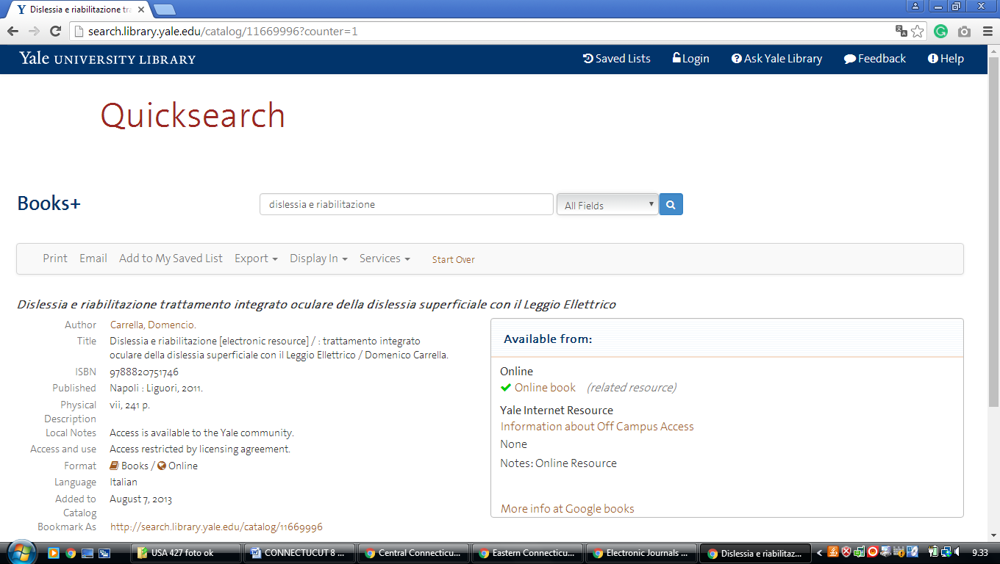 Dislessia e riabilitazione tra
search.library.yale.edu/catalog/11669996?counter=1
Yale UNIVERSITY LIBRARY
Saved Lists Login Ask Yale Library Feedback Help
Quicksearch
Books+ dislessia e riabilitazione All Fields
Print Email Add to My Saved List Export Display In Services Start Over
Dislessia e riabilitazione trattamento integrato oculare della dislessia superficiale con il Leggio Ellettrico
Author Carrella, Domencio.
Title Dislessia e riabilitazione [electronic resource] / : trattamento integrato
oculare della dislessia superficiale con il Leggio Ellettrico / Domenico Carrella.
ISBN 9788820751746
Published Napoli : Liguori, 2011.
Physical Description vii, 241 p.
Local Notes Access is available to the Yale community.
Access and use Access restricted by licensing agreement.
Format Books / Online
Language Italian
Added to Catalog August 7, 2013
Bookmark As http://search.library.yale.edu/catalog/11669996
Available from:
Online
Online book (related resource)
Yale Internet Resource
Information about Off Campus Access
None
Notes: Online Resource
More info at Google books
USA 427 foto ok CONNECTUCUT 8 ... Central Connecticu... Eastern Connecticu... Electronic Journals ... Dislessia e riabilitaz... 9.33